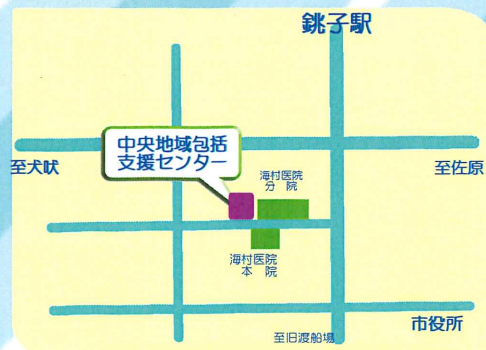 銚子駅
中央地域包括
支援センター
至犬吠
至佐原
海村医院
分　院
海村医院
本　院
市役所
至旧渡船場